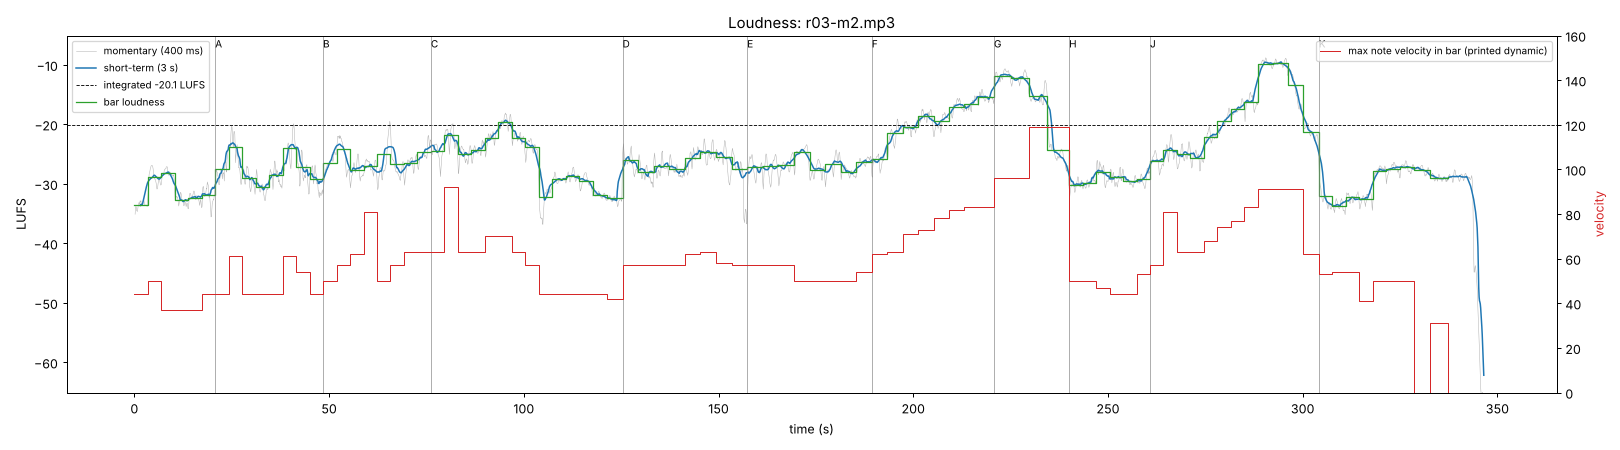 Loudness: r03-m2.mp3
momentary (400 ms)
short-term (3 s)
integrated -20.1 LUFS
bar loudness
A
B
C
D
E
F
G
H
J
K
max note velocity in bar (printed dynamic)
−10
−20
−30
−40
−50
−60
LUFS
160
140
120
100
80
60
40
20
0
velocity
0
50
100
150
200
250
300
350
time (s)